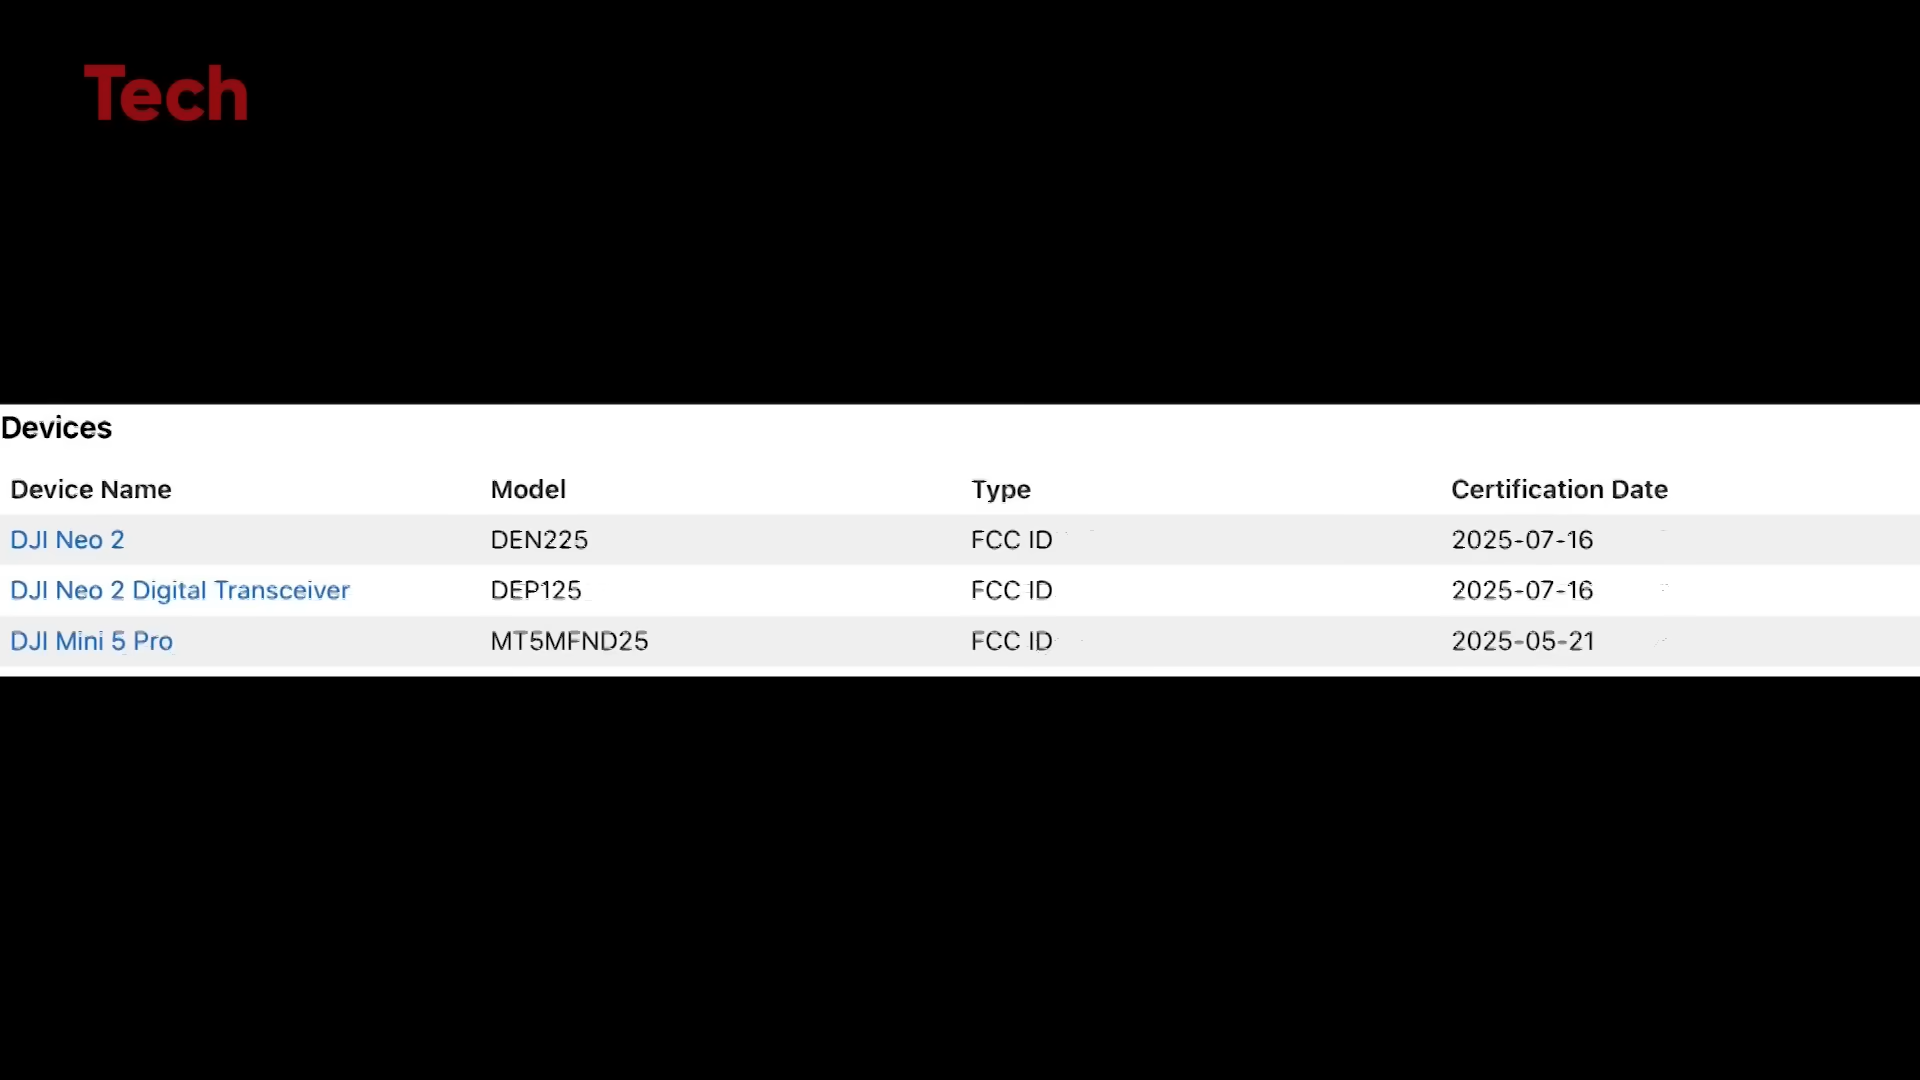 Tech
Devices
Device Name Model Type Certification Date
DJI Neo 2 DEN225 FCC ID 2025-07-16
DJI Neo 2 Digital Transceiver DEP125 FCC ID 2025-07-16
DJI Mini 5 Pro MT5MFND25 FCC ID 2025-05-21